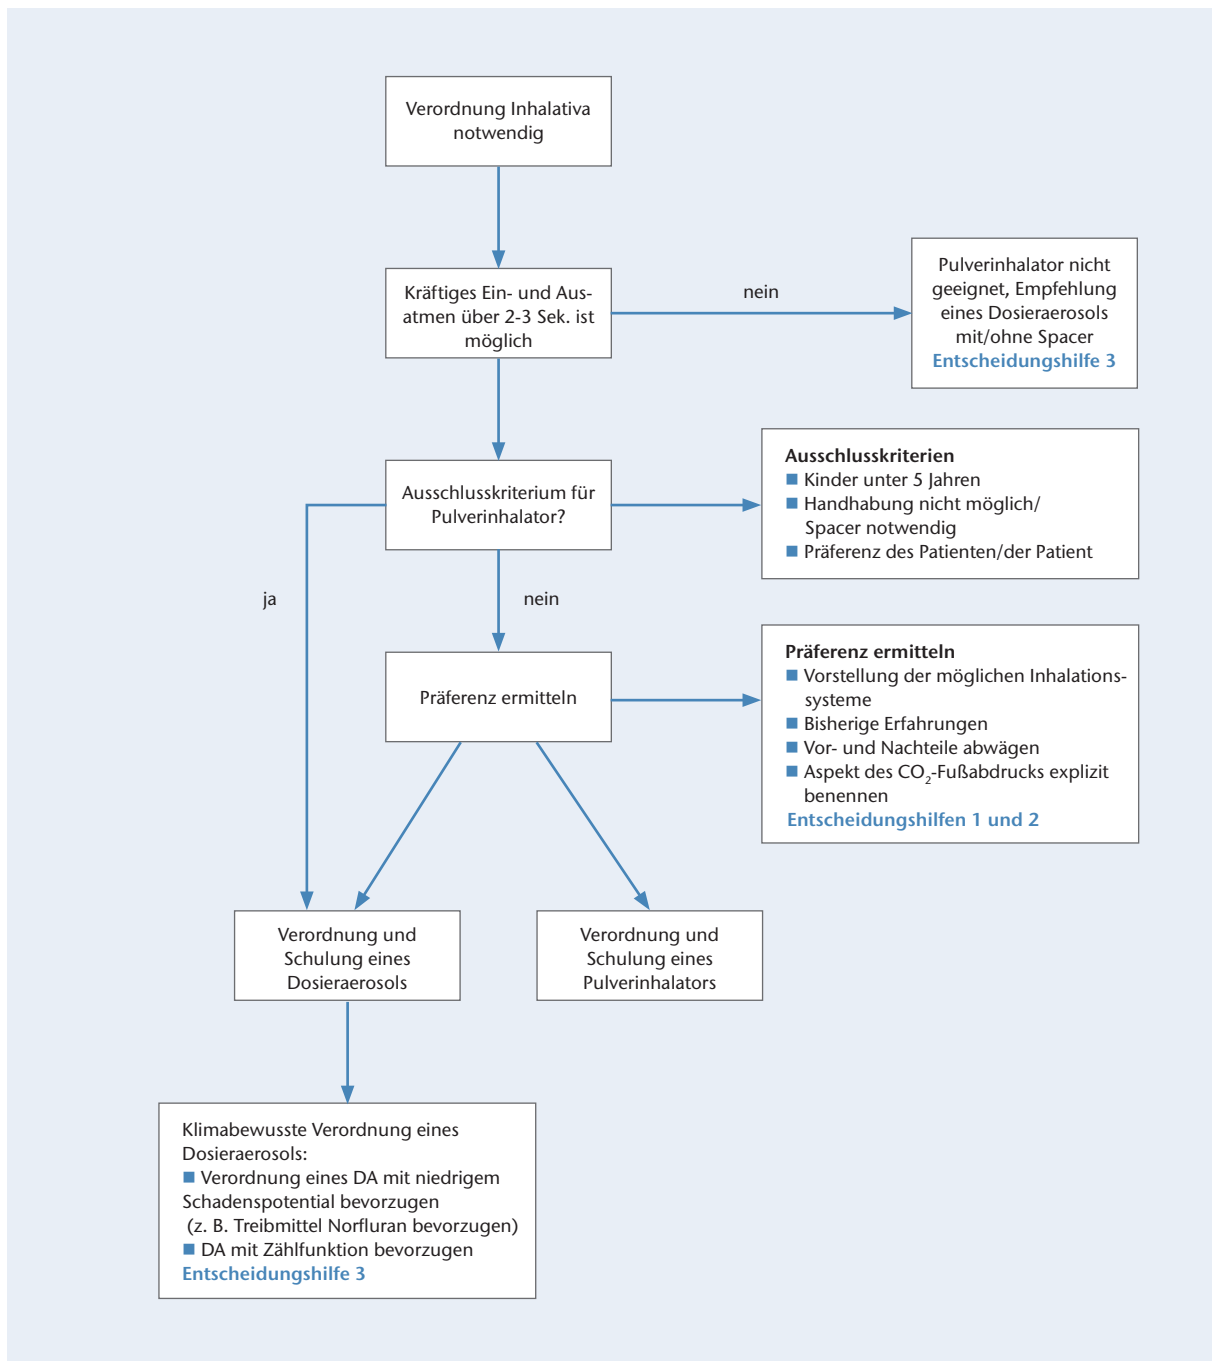 Verordnung Inhalativa
notwendig
Kräftiges Ein- und Aus-
atmen über 2-3 Sek. ist
möglich
nein
Pulverinhalator nicht
geeignet, Empfehlung
eines Dosieraerosols
mit/ohne Spacer
Entscheidungshilfe 3
Ausschlusskriterium für
Pulverinhalator?
Ausschlusskriterien
■ Kinder unter 5 Jahren
■ Handhabung nicht möglich/
Spacer notwendig
■ Präferenz des Patienten/der Patient
ja
nein
Präferenz ermitteln
Präferenz ermitteln
■ Vorstellung der möglichen Inhalations-
systeme
■ Bisherige Erfahrungen
■ Vor- und Nachteile abwägen
■ Aspekt des CO₂-Fußabdrucks explizit
benennen
Entscheidungshilfen 1 und 2
Verordnung und
Schulung eines
Dosieraerosols
Verordnung und
Schulung eines
Pulverinhalators
Klimabewusste Verordnung eines
Dosieraerosols:
■ Verordnung eines DA mit niedrigem
Schadenspotential bevorzugen
(z. B. Treibmittel Norfluran bevorzugen)
■ DA mit Zählfunktion bevorzugen
Entscheidungshilfe 3